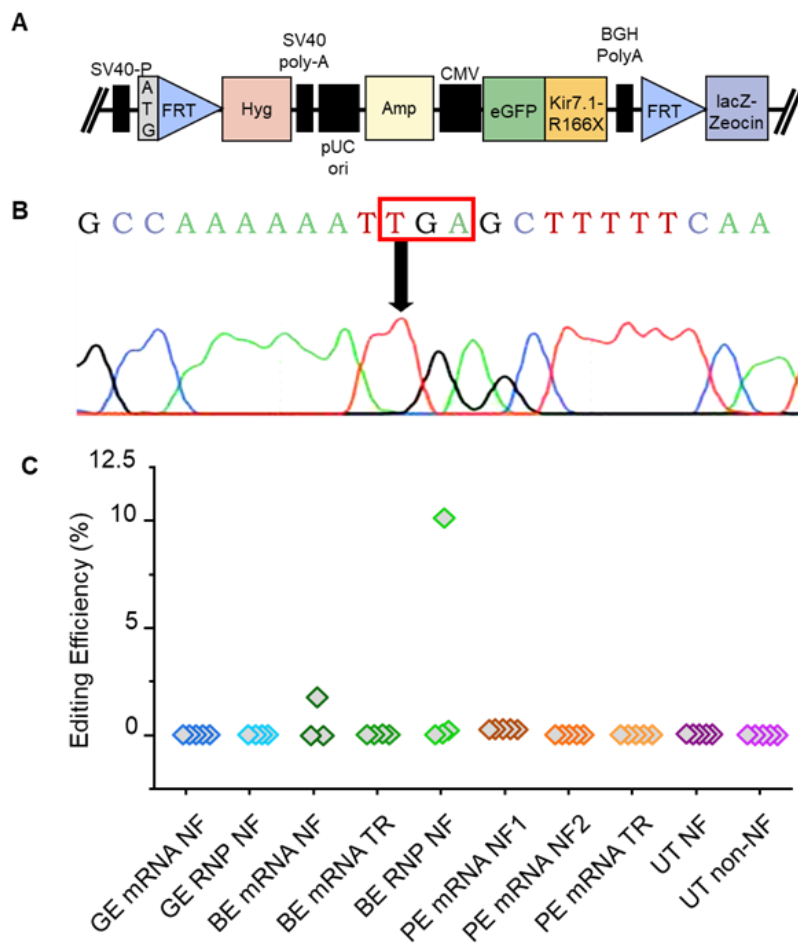 A
SV40-P
ATG
FRT
Hyg
SV40
poly-A
pUC
ori
Amp
CMV
eGFP
Kir7.1-
R166X
BGH
PolyA
FRT
lacZ-
Zeocin
B
G C C A A A A A A T T G A G C T T T T T C A A
C
Editing Efficiency (%)
12.5
10
5
0
GE mRNA NF
GE RNP NF
BE mRNA NF
BE mRNA TR
BE RNP NF
PE mRNA NF1
PE mRNA NF2
PE mRNA TR
UT NF
UT non-NF